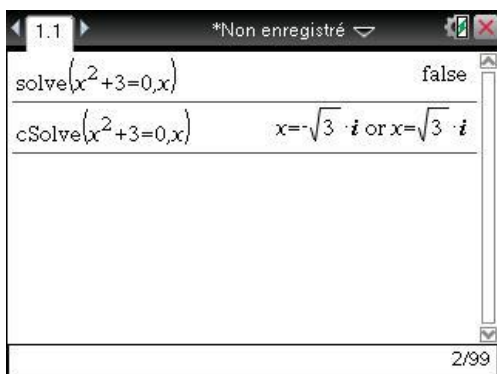 1.1 *Non enregistré
solve(x²+3=0,x) false
cSolve(x²+3=0,x) x=-√3 ·i or x=√3 ·i
2/99